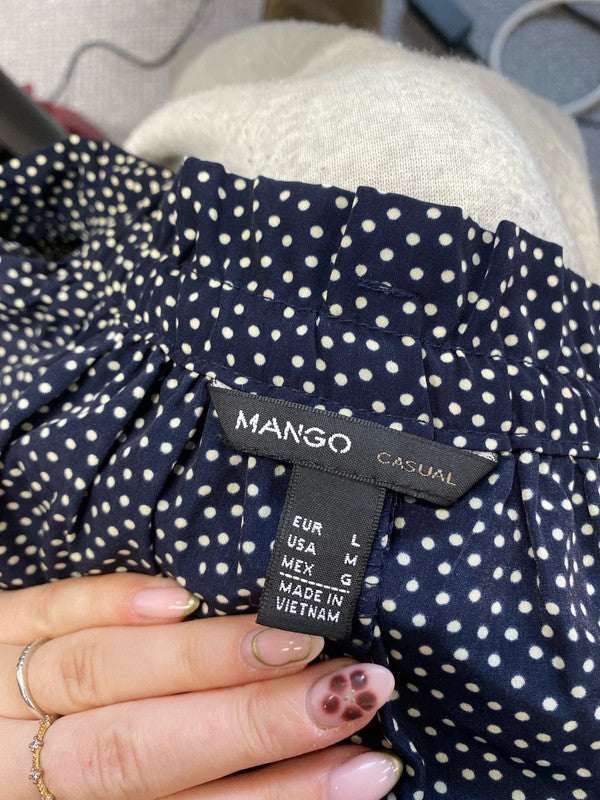 MANGO CASUAL
EUR L
USA M
MEX G
MADE IN
VIETNAM